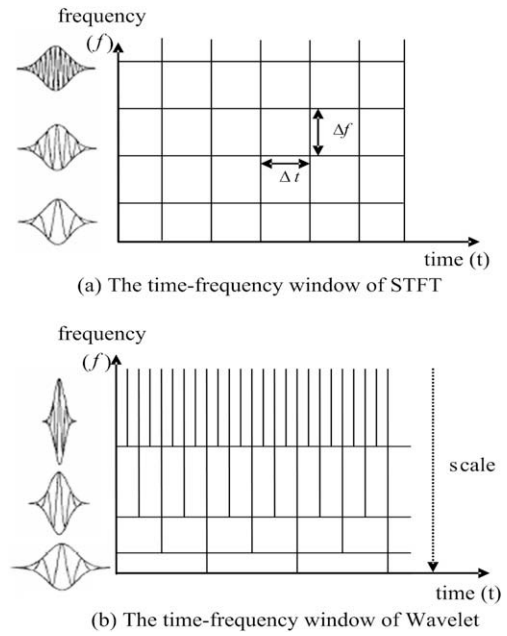 frequency
(f)
Δf
Δt
time (t)
(a) The time-frequency window of STFT
frequency
(f)
scale
time (t)
(b) The time-frequency window of Wavelet